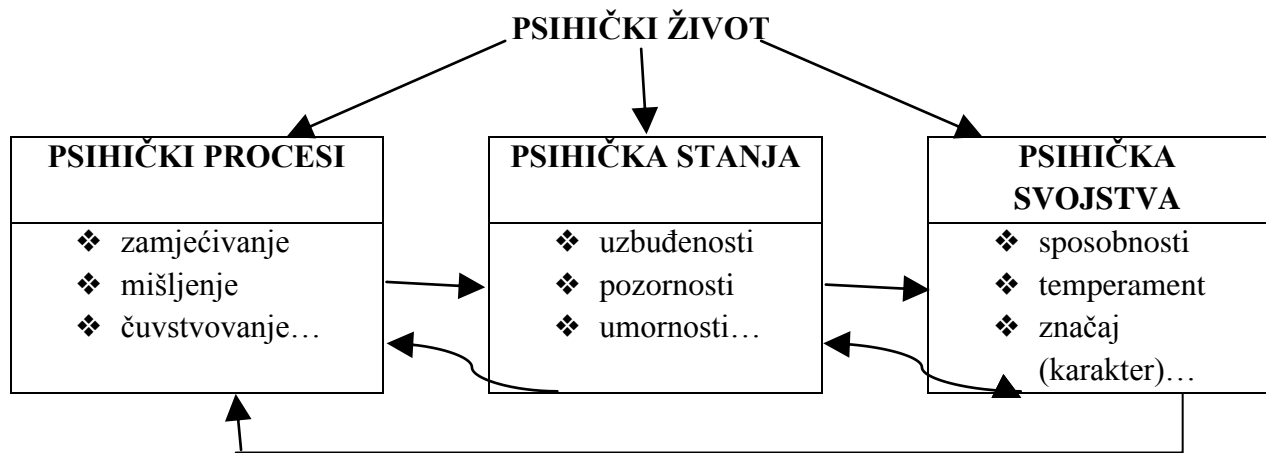 PSIHIČKI ŽIVOT
PSIHIČKI PROCESI
❖ zamjećivanje
❖ mišljenje
❖ čuvstvovanje…
PSIHIČKA STANJA
❖ uzbuđenosti
❖ pozornosti
❖ umornosti…
PSIHIČKA
SVOJSTVA
❖ sposobnosti
❖ temperament
❖ značaj
(karakter)…